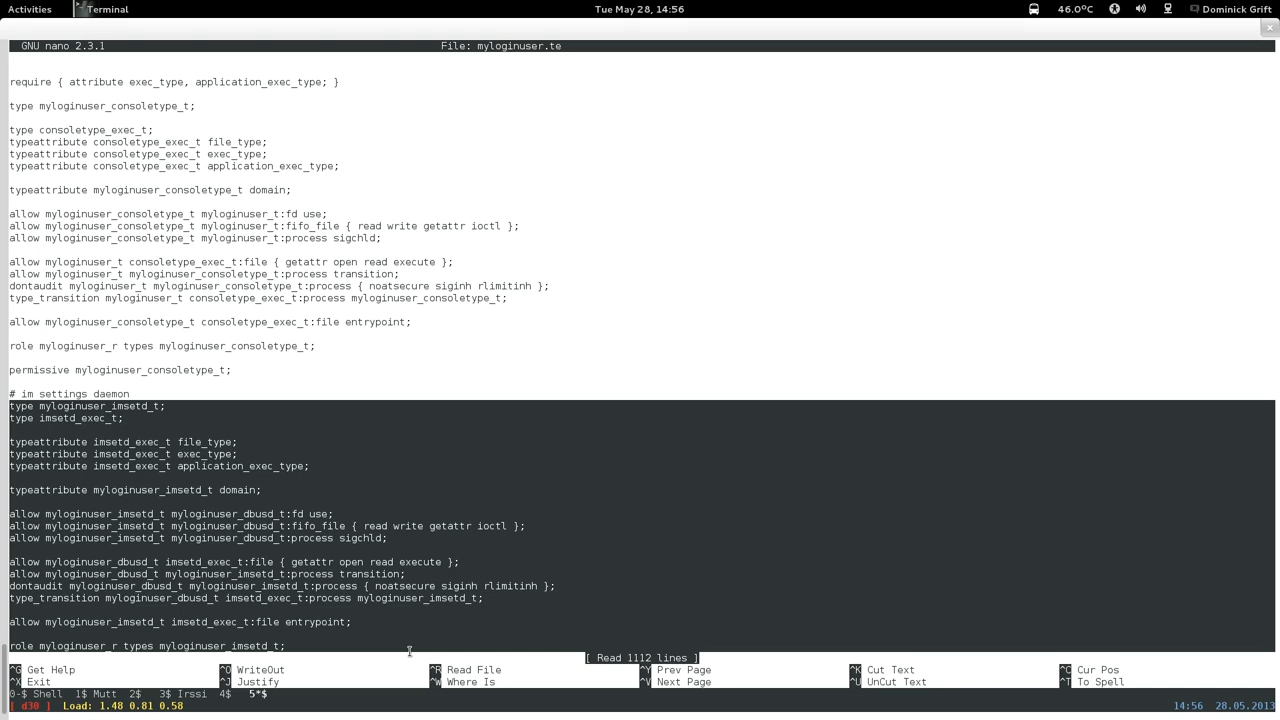 Activities Terminal Tue May 28, 14:56 46.0°C Dominick Grift
GNU nano 2.3.1 File: myloginuser.te
require { attribute exec_type, application_exec_type; }
type myloginuser_consoletype_t;
type consoletype_exec_t;
typeattribute consoletype_exec_t file_type;
typeattribute consoletype_exec_t exec_type;
typeattribute consoletype_exec_t application_exec_type;
typeattribute myloginuser_consoletype_t domain;
allow myloginuser_consoletype_t myloginuser_t:fd use;
allow myloginuser_consoletype_t myloginuser_t:fifo_file { read write getattr ioctl };
allow myloginuser_consoletype_t myloginuser_t:process sigchld;
allow myloginuser_t consoletype_exec_t:file { getattr open read execute };
allow myloginuser_t myloginuser_consoletype_t:process transition;
dontaudit myloginuser_t myloginuser_consoletype_t:process { noatsecure siginh rlimitinh };
type_transition myloginuser_t consoletype_exec_t:process myloginuser_consoletype_t;
allow myloginuser_consoletype_t consoletype_exec_t:file entrypoint;
role myloginuser_r types myloginuser_consoletype_t;
permissive myloginuser_consoletype_t;
# im settings daemon
type myloginuser_imsetd_t;
type imsetd_exec_t;
typeattribute imsetd_exec_t file_type;
typeattribute imsetd_exec_t exec_type;
typeattribute imsetd_exec_t application_exec_type;
typeattribute myloginuser_imsetd_t domain;
allow myloginuser_imsetd_t myloginuser_dbusd_t:fd use;
allow myloginuser_imsetd_t myloginuser_dbusd_t:fifo_file { read write getattr ioctl };
allow myloginuser_imsetd_t myloginuser_dbusd_t:process sigchld;
allow myloginuser_dbusd_t imsetd_exec_t:file { getattr open read execute };
allow myloginuser_dbusd_t myloginuser_imsetd_t:process transition;
dontaudit myloginuser_dbusd_t myloginuser_imsetd_t:process { noatsecure siginh rlimitinh };
type_transition myloginuser_dbusd_t imsetd_exec_t:process myloginuser_imsetd_t;
allow myloginuser_imsetd_t imsetd_exec_t:file entrypoint;
role myloginuser_r types myloginuser_imsetd_t;
[ Read 1112 lines ]
^G Get Help ^O WriteOut ^R Read File ^Y Prev Page ^K Cut Text ^C Cur Pos
^X Exit ^J Justify ^W Where Is ^V Next Page ^U UnCut Text ^T To Spell
0-$ Shell 1$ Mutt 2$ 3$ Irssi 4$ 5*$
[ d30 ] Load: 1.48 0.81 0.58 14:56 28.05.2013